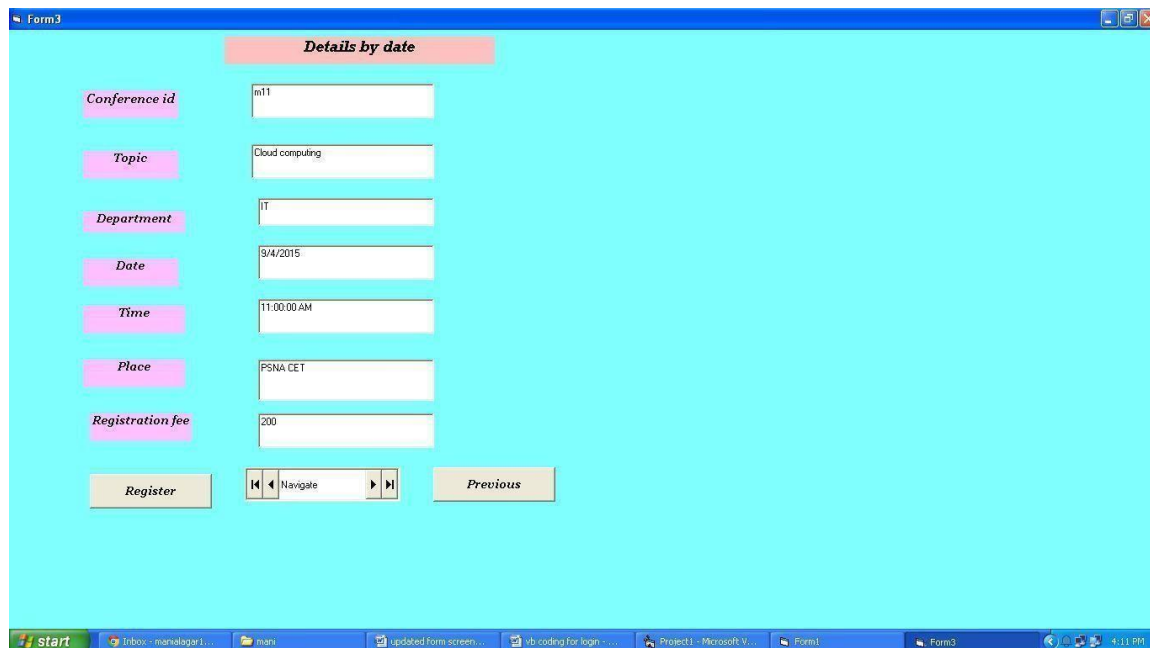 Form3
Details by date
Conference id
m11
Topic
Cloud computing
Department
IT
Date
9/4/2015
Time
11:00:00 AM
Place
PSNA CET
Registration fee
200
Register
Navigate
Previous
start
Inbox - manialagar1...
mani
updated form screen...
vb coding for login - ...
Project1 - Microsoft V...
Form1
Form3
4:11 PM